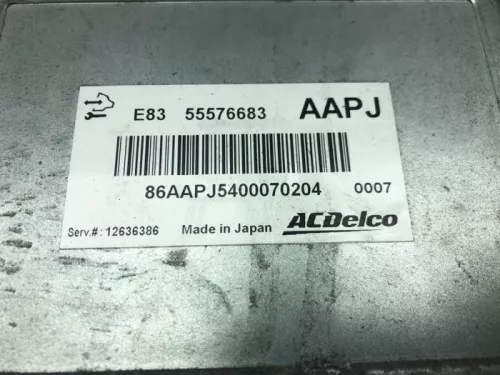 E83 55576683 AAPJ
86AAPJ5400070204 0007
Serv.#: 12636386 Made in Japan ACDelco